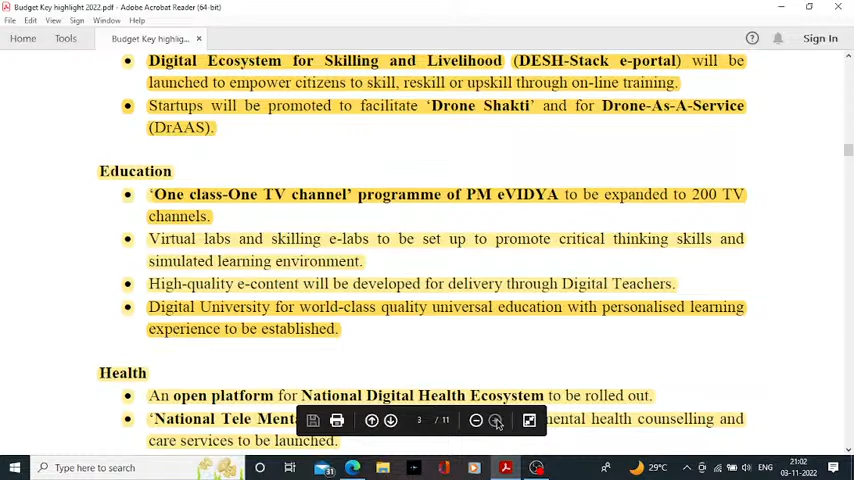 Budget Key highlight 2022.pdf - Adobe Acrobat Reader (64-bit)
File Edit View Sign Window Help
Home Tools Budget Key highlig... × Sign In
• Digital Ecosystem for Skilling and Livelihood (DESH-Stack e-portal) will be
launched to empower citizens to skill, reskill or upskill through on-line training.
• Startups will be promoted to facilitate ‘Drone Shakti’ and for Drone-As-A-Service
(DrAAS).
Education
• ‘One class-One TV channel’ programme of PM eVIDYA to be expanded to 200 TV
channels.
• Virtual labs and skilling e-labs to be set up to promote critical thinking skills and
simulated learning environment.
• High-quality e-content will be developed for delivery through Digital Teachers.
• Digital University for world-class quality universal education with personalised learning
experience to be established.
Health
• An open platform for National Digital Health Ecosystem to be rolled out.
• ‘National Tele Menta mental health counselling and
care services to be launched.
3 / 11
Type here to search
31
29°C ENG
21:02
03-11-2022